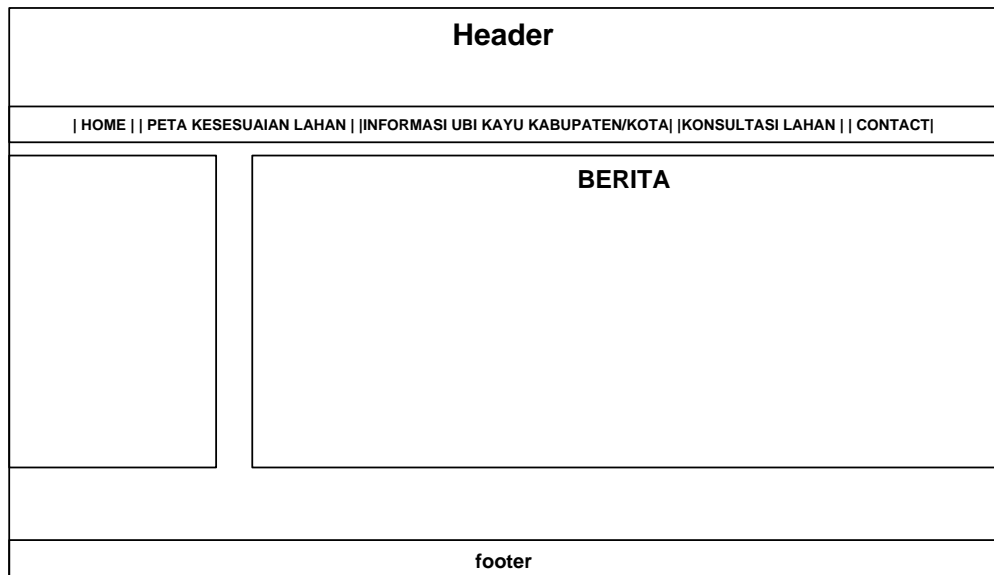 Header
| HOME | | PETA KESESUAIAN LAHAN | |INFORMASI UBI KAYU KABUPATEN/KOTA| |KONSULTASI LAHAN | | CONTACT|
BERITA
footer